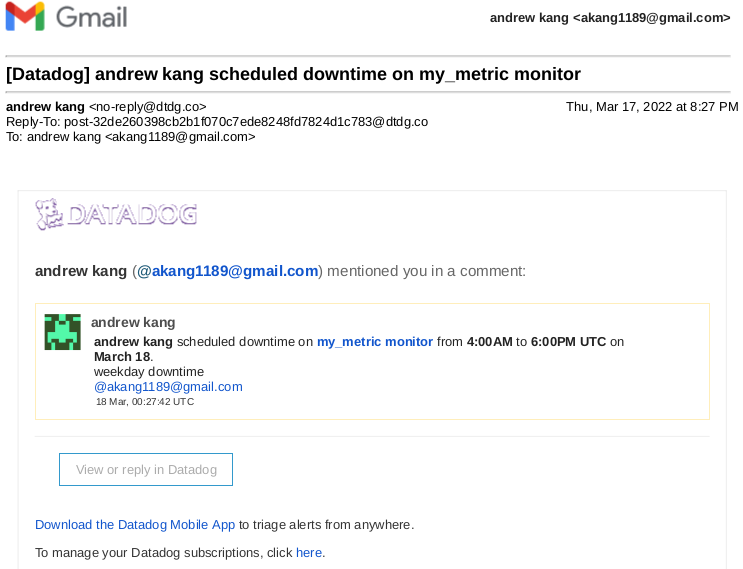 Gmail
andrew kang <akang1189@gmail.com>
[Datadog] andrew kang scheduled downtime on my_metric monitor
andrew kang <no-reply@dtdg.co>
Thu, Mar 17, 2022 at 8:27 PM
Reply-To: post-32de260398cb2b1f070c7ede8248fd7824d1c783@dtdg.co
To: andrew kang <akang1189@gmail.com>
DATADOG
andrew kang (@akang1189@gmail.com) mentioned you in a comment:
andrew kang
andrew kang scheduled downtime on my_metric monitor from 4:00AM to 6:00PM UTC on
March 18.
weekday downtime
@akang1189@gmail.com
18 Mar, 00:27:42 UTC
View or reply in Datadog
Download the Datadog Mobile App to triage alerts from anywhere.
To manage your Datadog subscriptions, click here.